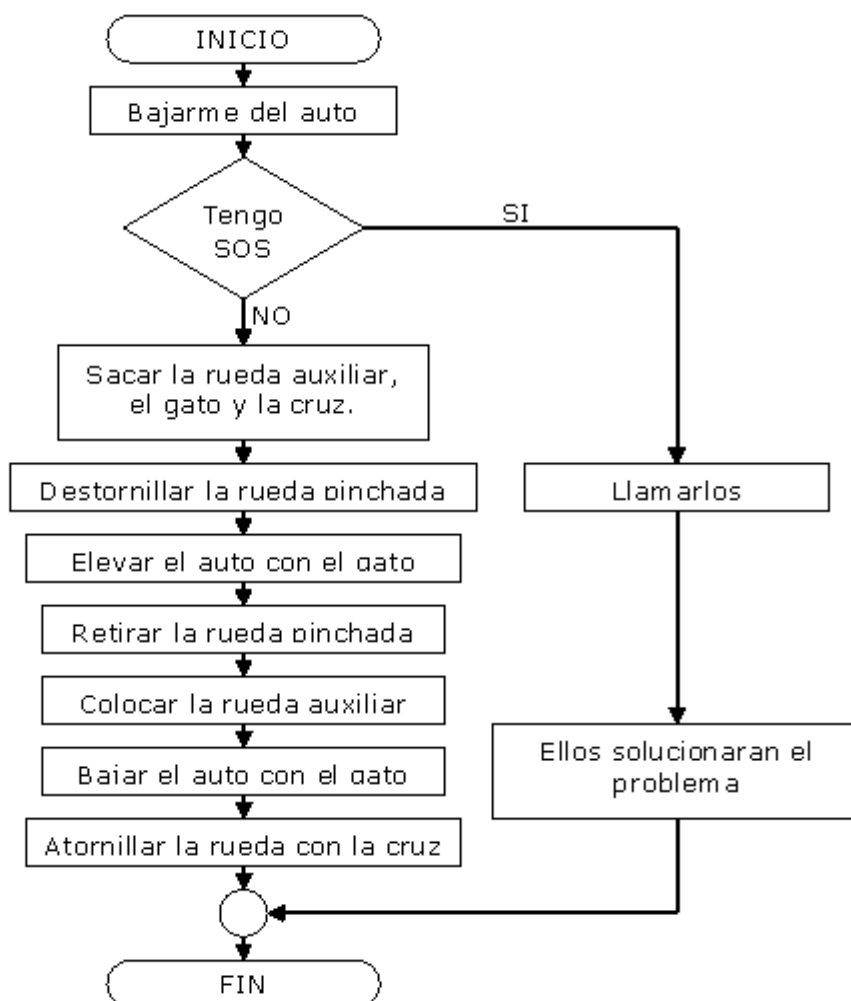 INICIO
Bajarme del auto
Tengo
SOS
SI
NO
Sacar la rueda auxiliar,
el gato y la cruz.
Destornillar la rueda pinchada
Llamarlos
Elevar el auto con el gato
Retirar la rueda pinchada
Colocar la rueda auxiliar
Ellos solucionaran el
problema
Bajar el auto con el gato
Atornillar la rueda con la cruz
FIN